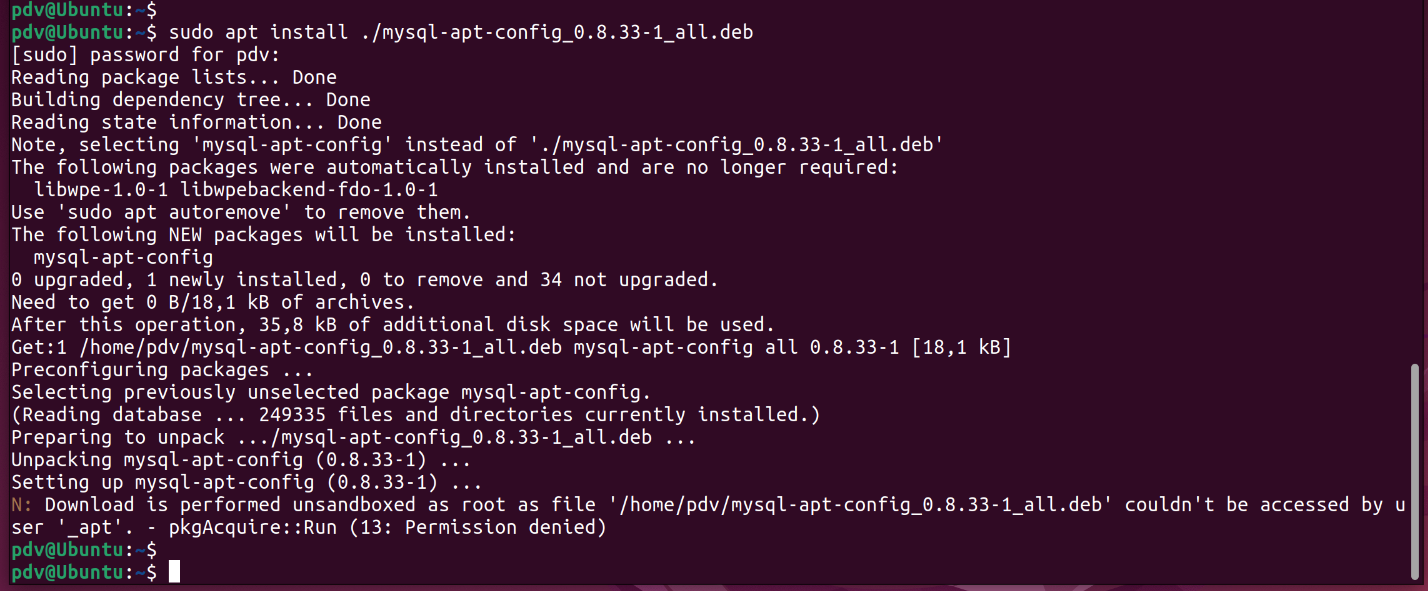 pdv@Ubuntu:~$
pdv@Ubuntu:~$ sudo apt install ./mysql-apt-config_0.8.33-1_all.deb
[sudo] password for pdv:
Reading package lists... Done
Building dependency tree... Done
Reading state information... Done
Note, selecting 'mysql-apt-config' instead of './mysql-apt-config_0.8.33-1_all.deb'
The following packages were automatically installed and are no longer required:
  libwpe-1.0-1 libwpebackend-fdo-1.0-1
Use 'sudo apt autoremove' to remove them.
The following NEW packages will be installed:
  mysql-apt-config
0 upgraded, 1 newly installed, 0 to remove and 34 not upgraded.
Need to get 0 B/18,1 kB of archives.
After this operation, 35,8 kB of additional disk space will be used.
Get:1 /home/pdv/mysql-apt-config_0.8.33-1_all.deb mysql-apt-config all 0.8.33-1 [18,1 kB]
Preconfiguring packages ...
Selecting previously unselected package mysql-apt-config.
(Reading database ... 249335 files and directories currently installed.)
Preparing to unpack .../mysql-apt-config_0.8.33-1_all.deb ...
Unpacking mysql-apt-config (0.8.33-1) ...
Setting up mysql-apt-config (0.8.33-1) ...
N: Download is performed unsandboxed as root as file '/home/pdv/mysql-apt-config_0.8.33-1_all.deb' couldn't be accessed by u
ser '_apt'. - pkgAcquire::Run (13: Permission denied)
pdv@Ubuntu:~$
pdv@Ubuntu:~$